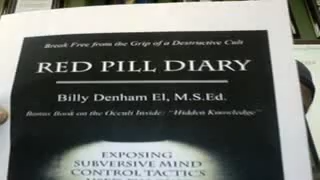 Break Free from the Grip of a Destructive Cult
RED PILL DIARY
Billy Denham El, M.S.Ed.
Bonus Book on the Occult Inside: "Hidden Knowledge"
EXPOSING
SUBVERSIVE MIND
CONTROL TACTICS